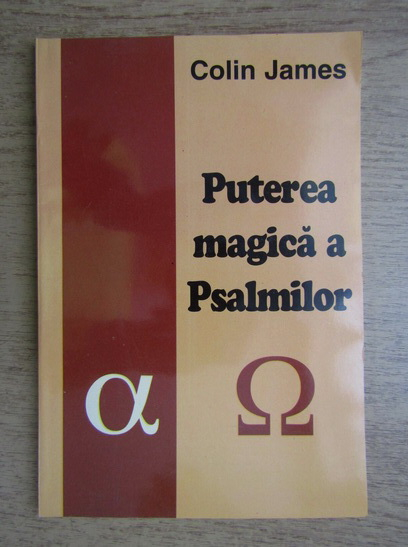 Colin James
Puterea
magică a
Psalmilor
α Ω